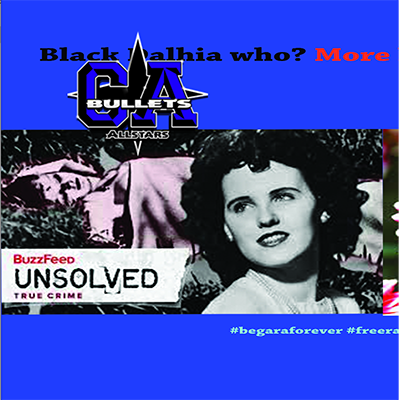 Black Dalhia who? More
CA
BULLETS
ALLSTARS
BuzzFeed
UNSOLVED
TRUE CRIME
#begaraforever #freera